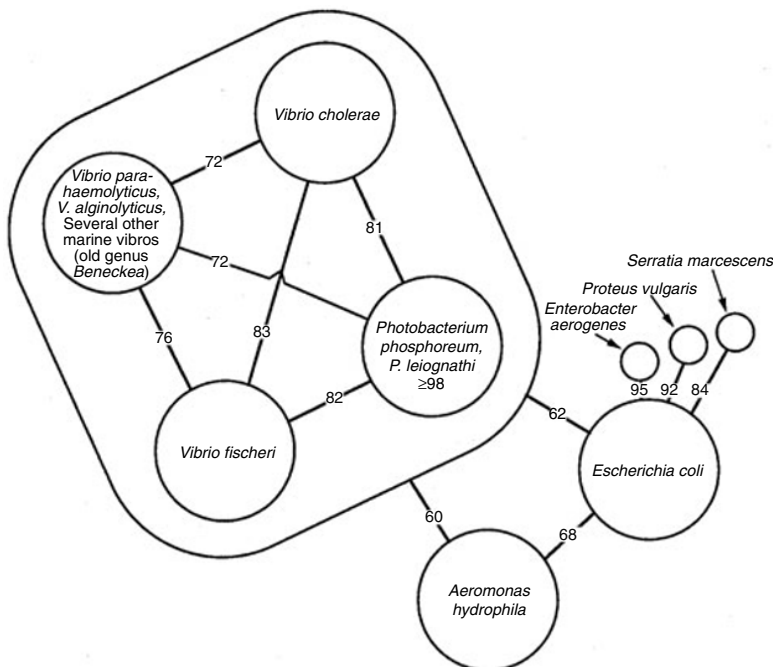 Vibrio cholerae
72
Vibrio para-
haemolyticus,
V. alginolyticus,
Several other
marine vibros
(old genus
Beneckea)
81
72
Serratia marcescens
Proteus vulgaris
Enterobacter
aerogenes
76
83
Photobacterium
phosphoreum,
P. leiognathi
≥98
82
95
92
84
62
Vibrio fischeri
Escherichia coli
60
68
Aeromonas
hydrophila